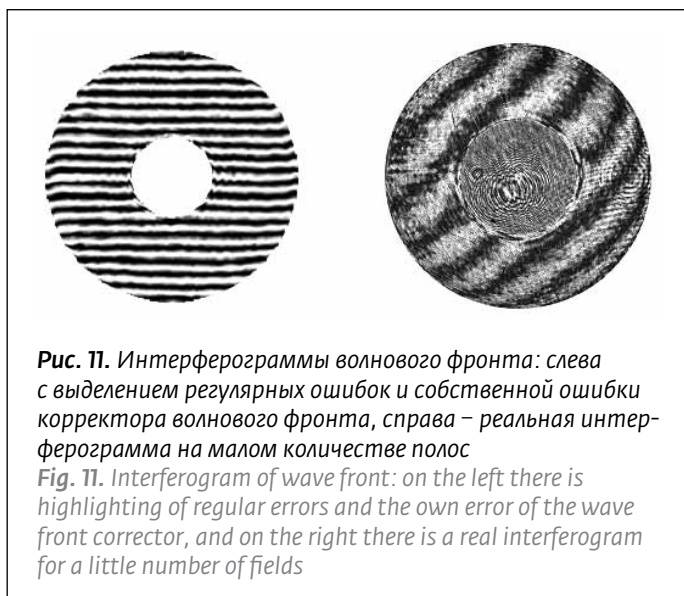 Рис. 11. Интерферограммы волнового фронта: слева
с выделением регулярных ошибок и собственной ошибки
корректора волнового фронта, справа – реальная интер-
ферограмма на малом количестве полос
Fig. 11. Interferogram of wave front: on the left there is
highlighting of regular errors and the own error of the wave
front corrector, and on the right there is a real interferogram
for a little number of fields